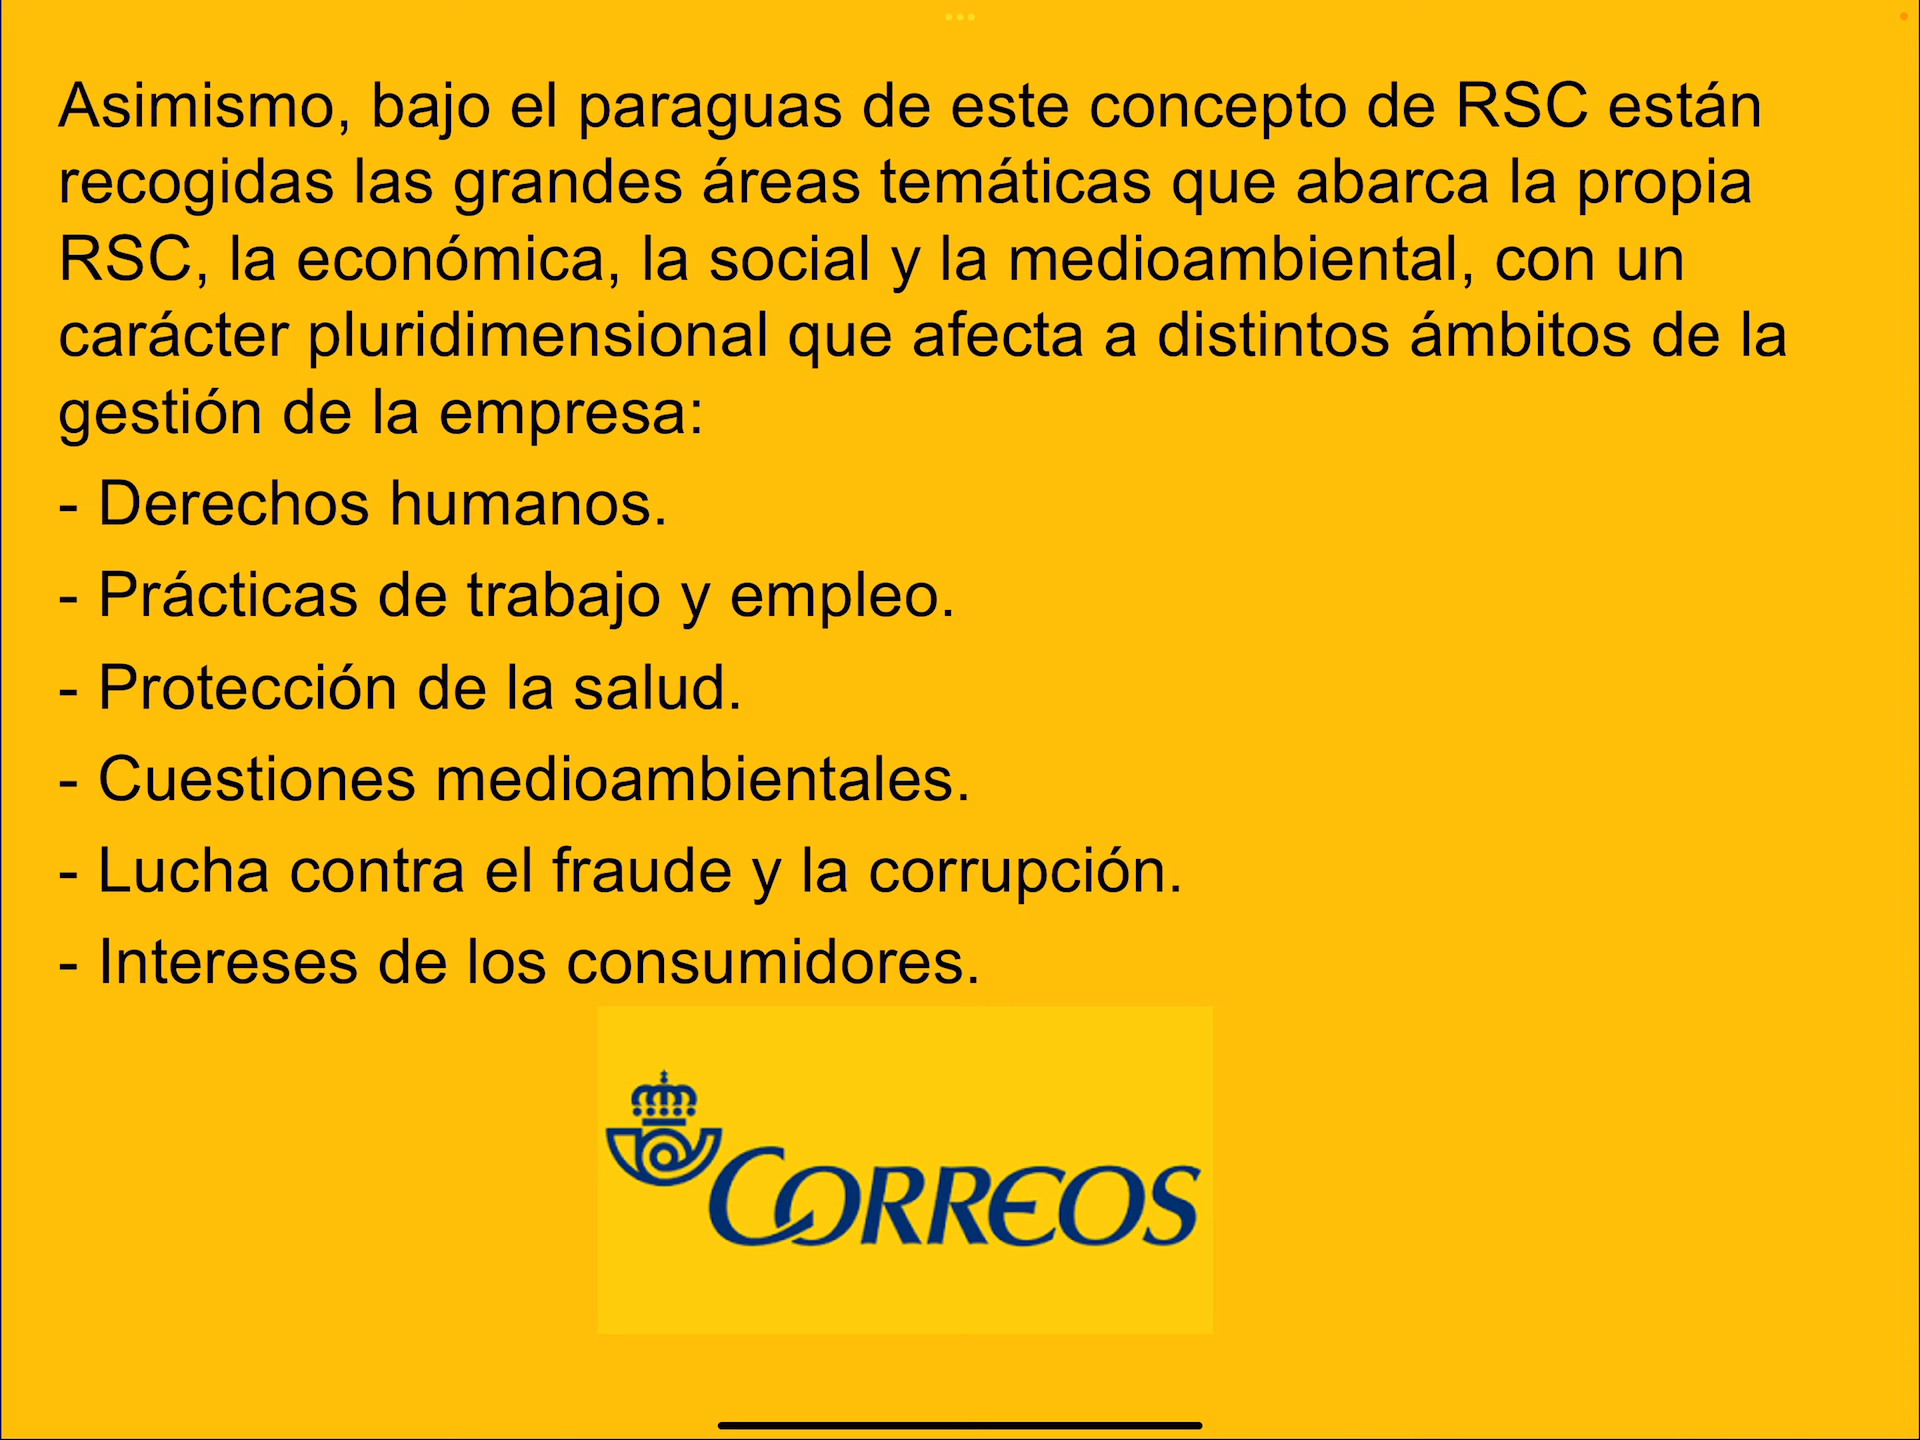 Asimismo, bajo el paraguas de este concepto de RSC están
recogidas las grandes áreas temáticas que abarca la propia
RSC, la económica, la social y la medioambiental, con un
carácter pluridimensional que afecta a distintos ámbitos de la
gestión de la empresa:
- Derechos humanos.
- Prácticas de trabajo y empleo.
- Protección de la salud.
- Cuestiones medioambientales.
- Lucha contra el fraude y la corrupción.
- Intereses de los consumidores.
CORREOS